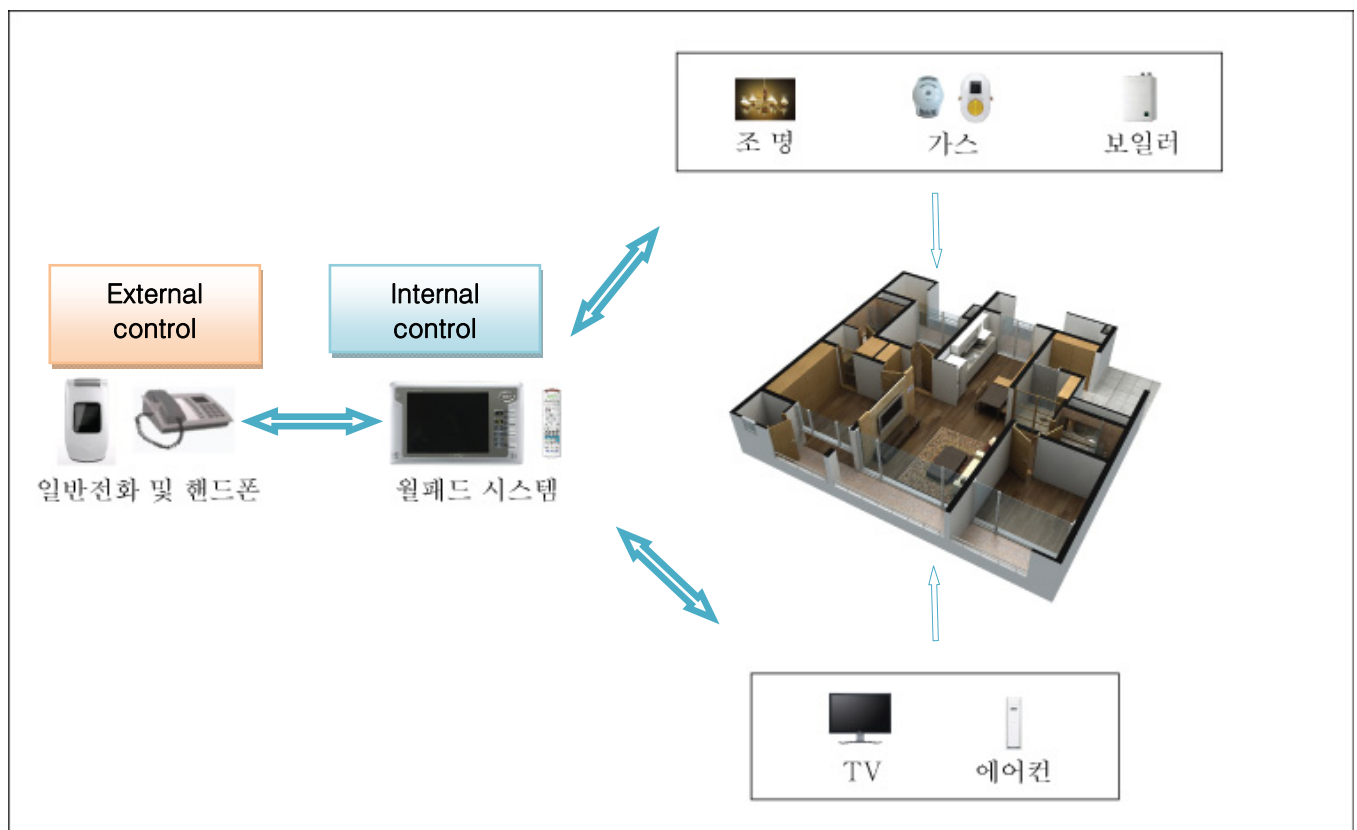 조 명
가스
보일러
External
control
Internal
control
일반전화 및 핸드폰
월패드 시스템
TV
에어컨